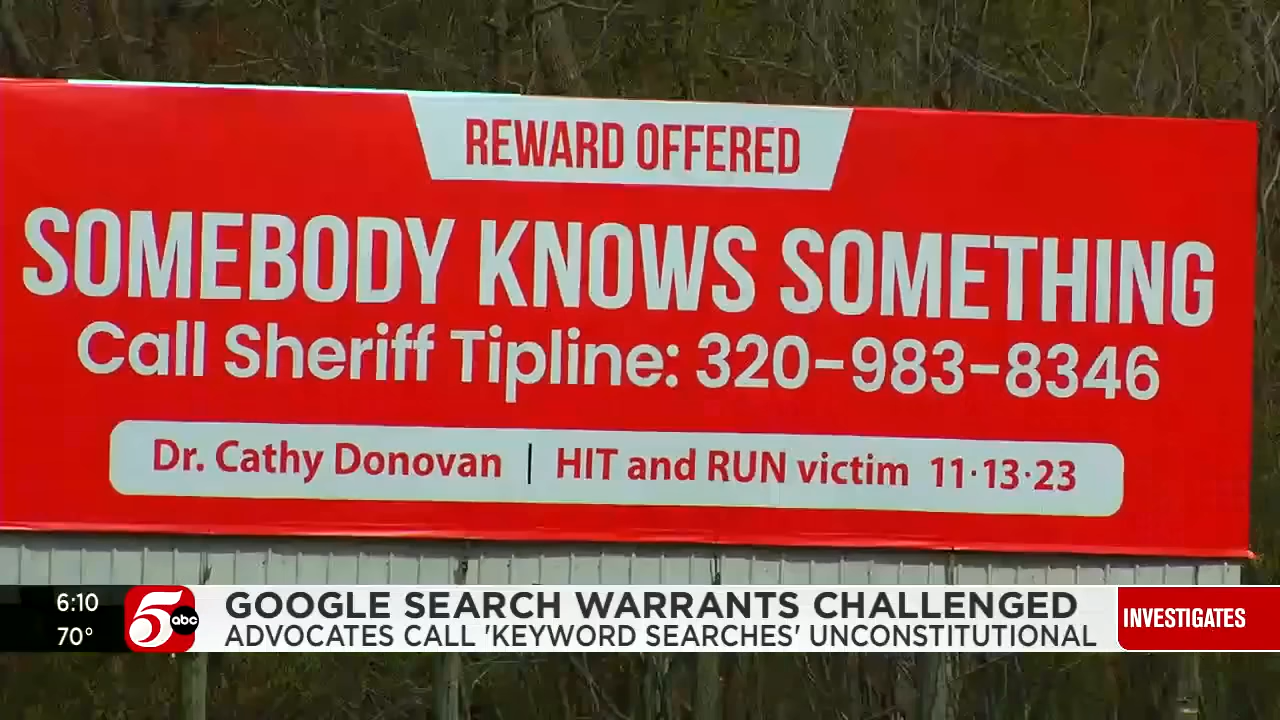 REWARD OFFERED
SOMEBODY KNOWS SOMETHING
Call Sheriff Tipline: 320-983-8346
Dr. Cathy Donovan | HIT and RUN victim 11·13·23
6:10
70°
5
abc
GOOGLE SEARCH WARRANTS CHALLENGED
ADVOCATES CALL 'KEYWORD SEARCHES' UNCONSTITUTIONAL
INVESTIGATES